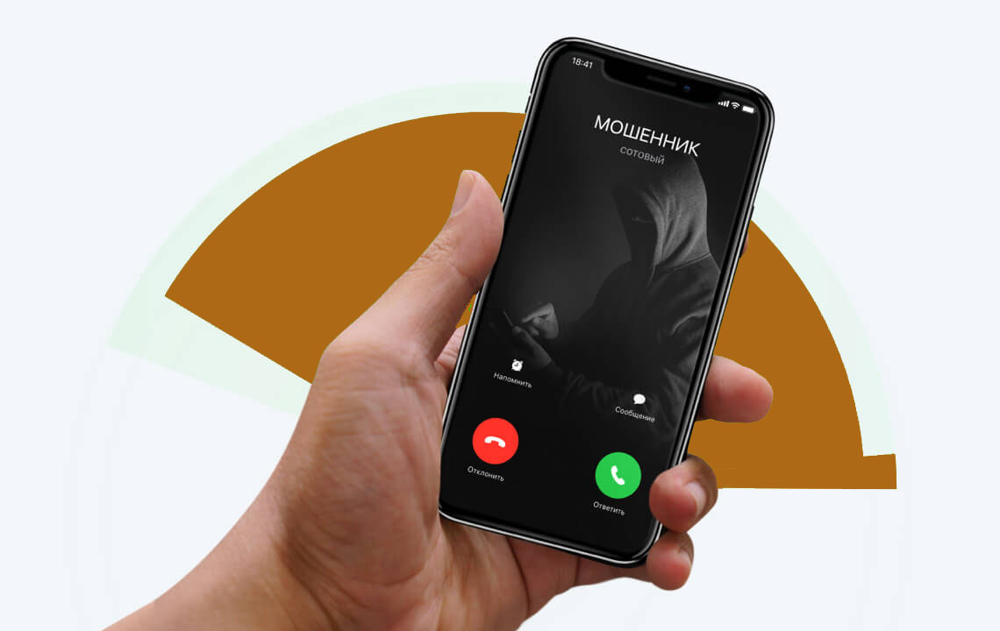 18:41
МОШЕННИК
сотовый
Напомнить
Сообщение
Отклонить
Ответить